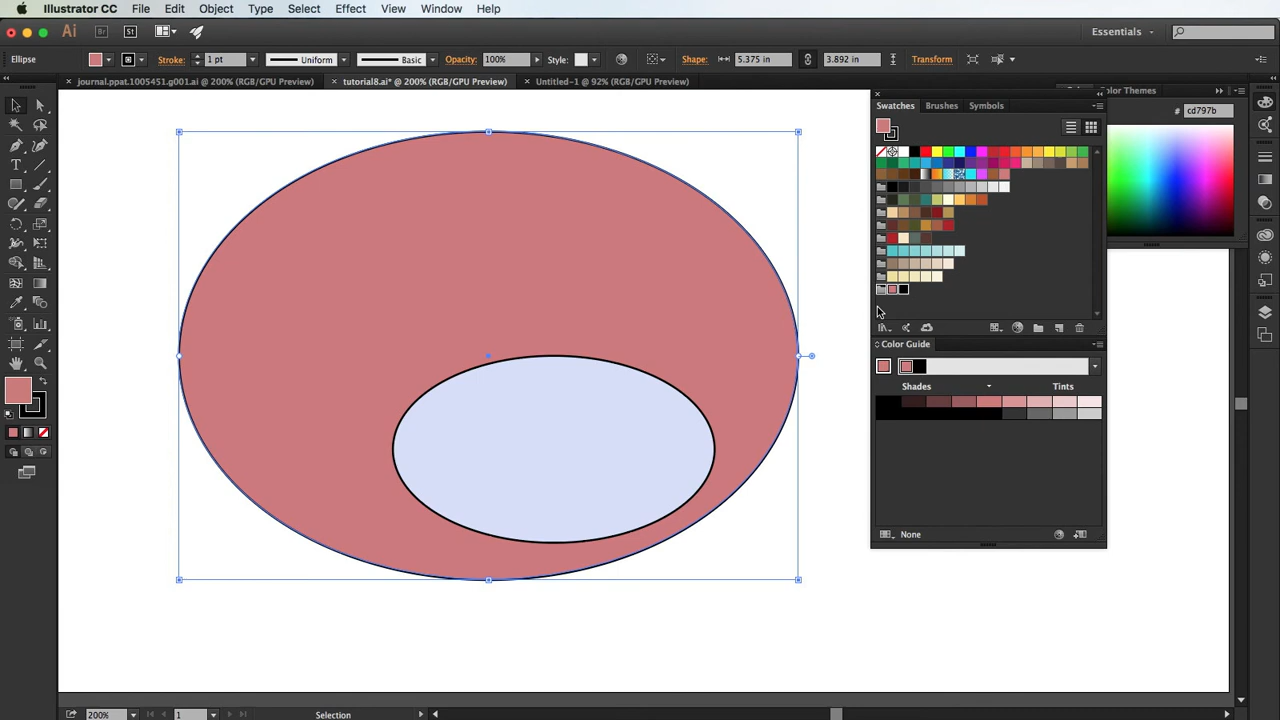 Illustrator CC File Edit Object Type Select Effect View Window Help
Ai Br St Essentials
Ellipse Stroke: 1 pt Uniform Basic Opacity: 100% Style: Shape: 5.375 in 3.892 in Transform
× journal.ppat.1005451.g001.ai @ 200% (RGB/GPU Preview) × tutorial8.ai* @ 200% (RGB/GPU Preview) × Untitled-1 @ 92% (RGB/GPU Preview)
Color Themes
Swatches Brushes Symbols
# cd797b
Color Guide
Shades Tints
None
200% 1 Selection